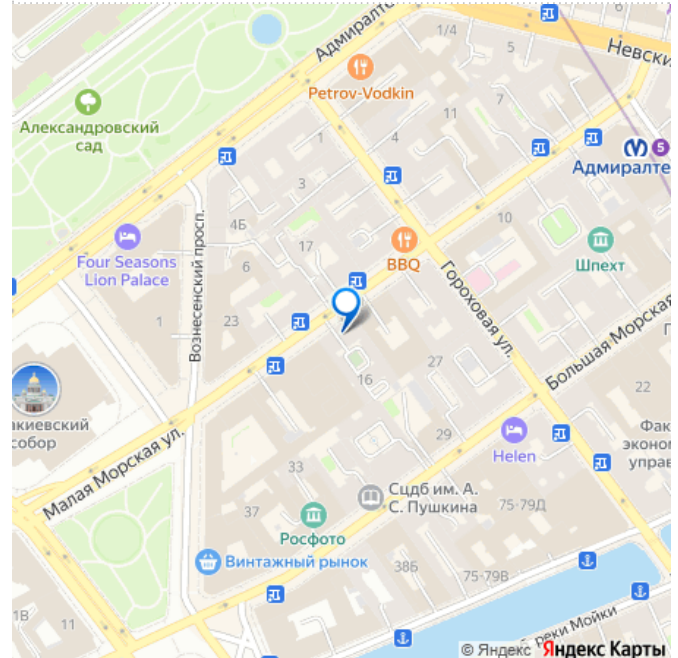 Адмиралте
1/4
5
Невски
Petrov-Vodkin
Александровский
сад
11
7
1
4
5
Адмиралте
3
4Б
10
17
Four Seasons
Lion Palace
6
BBQ
Шпехт
Вознесенский просп.
Гороховая ул.
1
23
Большая Морская
27
16
22
акиевский
собор
Малая Морская ул.
29
Helen
Фак
эконом
управ
33
Сцдб им. А.
С. Пушкина
75-79Д
37
Росфото
Винтажный рынок
38Б
75-79В
1В
11
реки Мойки
© Яндекс Яндекс Карты